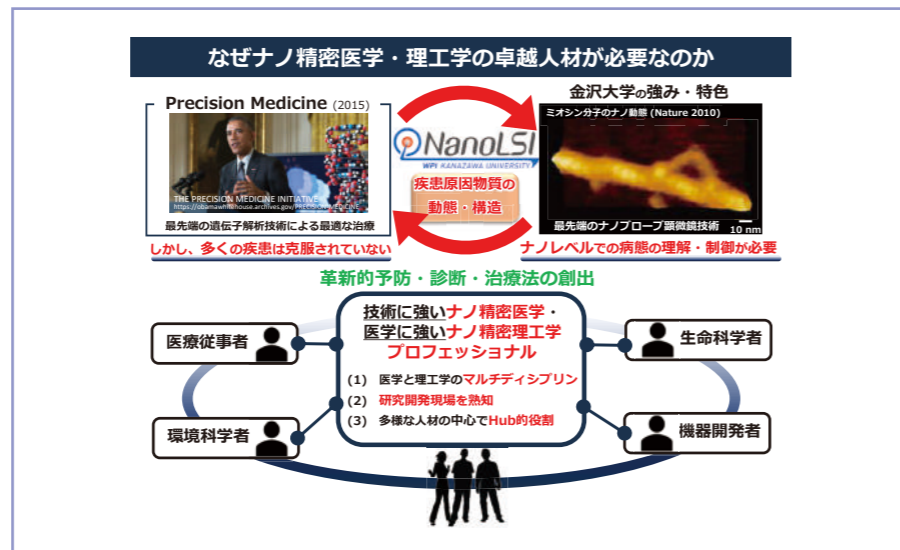 なぜナノ精密医学・理工学の卓越人材が必要なのか
Precision Medicine (2015)
THE PRECISION MEDICINE INITIATIVE
https://obamawhitehouse.archives.gov/PRECISION-MEDICINE
最先端の遺伝子解析技術による最適な治療
しかし、多くの疾患は克服されていない
NanoLSI
WPI KANAZAWA UNIVERSITY
疾患原因物質の
動態・構造
金沢大学の強み・特色
ミオシン分子のナノ動態 (Nature 2010)
最先端のナノプローブ顕微鏡技術
10 nm
ナノレベルでの病態の理解・制御が必要
革新的予防・診断・治療法の創出
技術に強いナノ精密医学・
医学に強いナノ精密理工学
プロフェッショナル
(1) 医学と理工学のマルチディシプリン
(2) 研究開発現場を熟知
(3) 多様な人材の中心でHub的役割
医療従事者
環境科学者
生命科学者
機器開発者